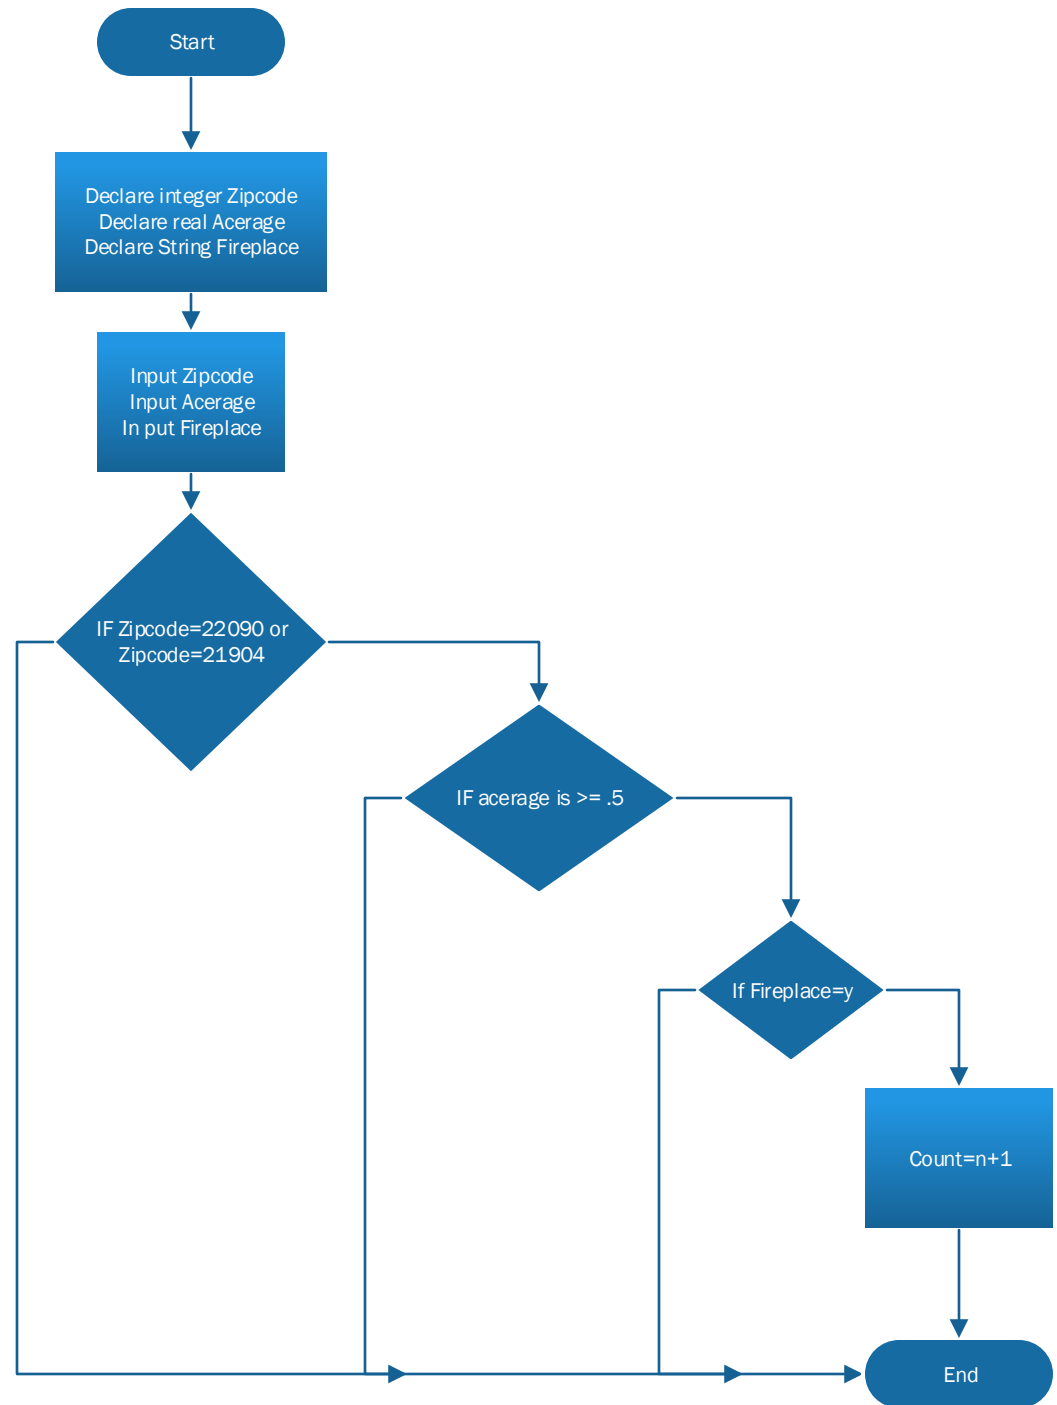 Start
Declare integer Zipcode
Declare real Acerage
Declare String Fireplace
Input Zipcode
Input Acerage
In put Fireplace
IF Zipcode=22090 or
Zipcode=21904
IF acerage is >= .5
If Fireplace=y
Count=n+1
End